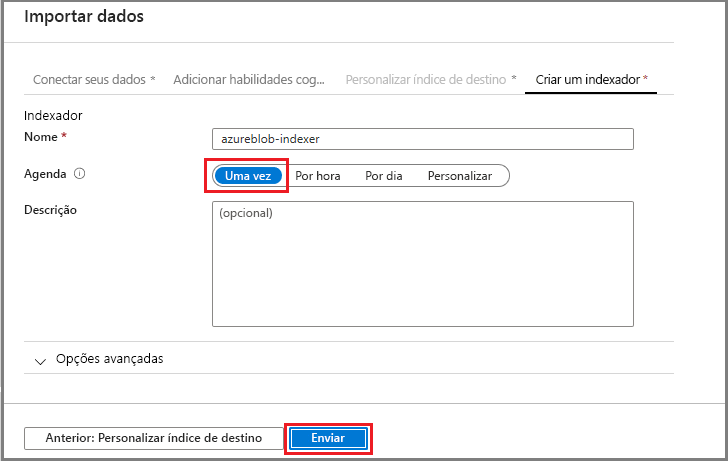 Importar dados
Conectar seus dados * Adicionar habilidades cog... Personalizar índice de destino * Criar um indexador *
Indexador
Nome * azureblob-indexer
Agenda Uma vez Por hora Por dia Personalizar
Descrição (opcional)
Opções avançadas
Anterior: Personalizar índice de destino Enviar